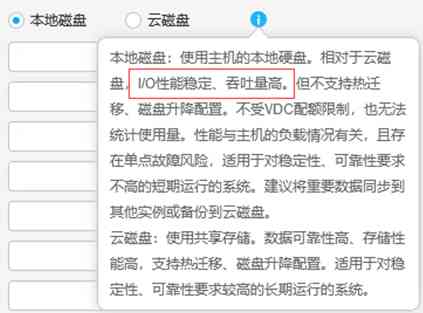 本地磁盘 云磁盘 i
本地磁盘：使用主机的本地硬盘。相对于云磁
盘，I/O性能稳定、吞吐量高。但不支持热迁
移、磁盘升降配置。不受VDC配额限制，也无法
统计使用量。性能与主机的负载情况有关，且存
在单点故障风险，适用于对稳定性、可靠性要求
不高的短期运行的系统。建议将重要数据同步到
其他实例或备份到云磁盘。
云磁盘：使用共享存储。数据可靠性高、存储性
能高，支持热迁移、磁盘升降配置。适用于对稳
定性、可靠性要求较高的长期运行的系统。